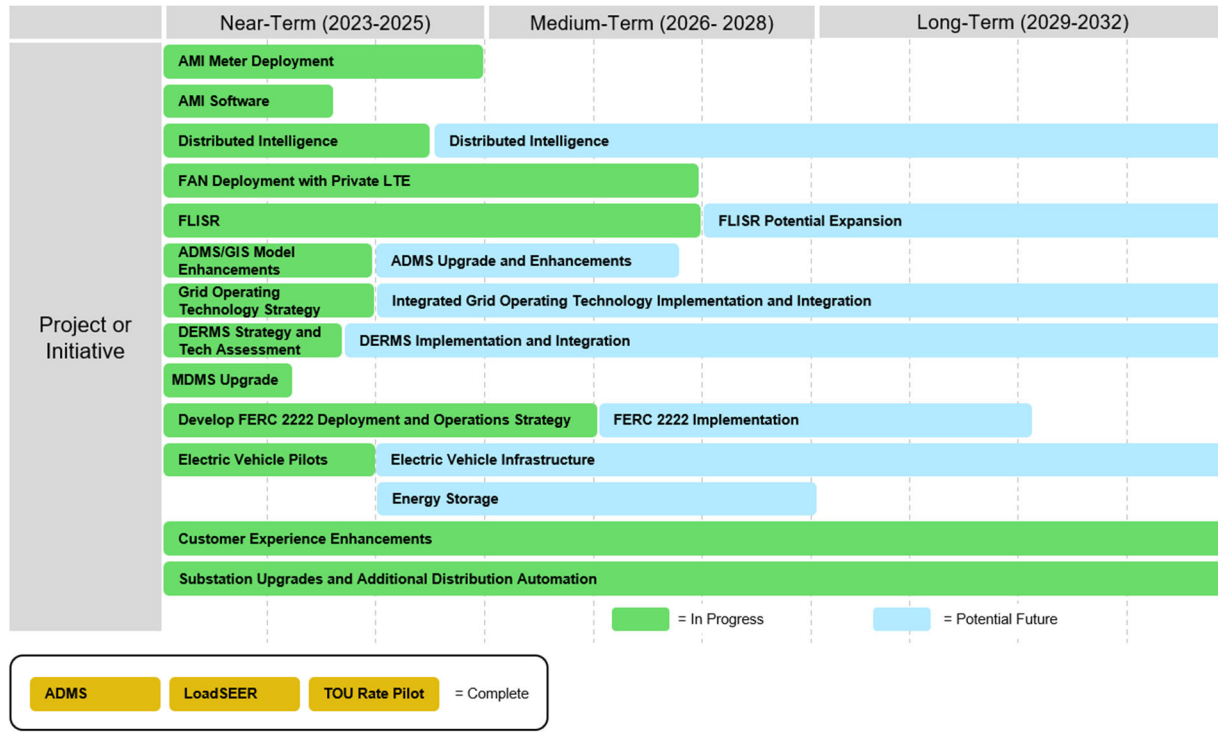 Near-Term (2023-2025)
Medium-Term (2026- 2028)
Long-Term (2029-2032)
Project or
Initiative
AMI Meter Deployment
AMI Software
Distributed Intelligence
Distributed Intelligence
FAN Deployment with Private LTE
FLISR
FLISR Potential Expansion
ADMS/GIS Model
Enhancements
ADMS Upgrade and Enhancements
Grid Operating
Technology Strategy
Integrated Grid Operating Technology Implementation and Integration
DERMS Strategy and
Tech Assessment
DERMS Implementation and Integration
MDMS Upgrade
Develop FERC 2222 Deployment and Operations Strategy
FERC 2222 Implementation
Electric Vehicle Pilots
Electric Vehicle Infrastructure
Energy Storage
Customer Experience Enhancements
Substation Upgrades and Additional Distribution Automation
= In Progress
= Potential Future
ADMS
LoadSEER
TOU Rate Pilot
= Complete